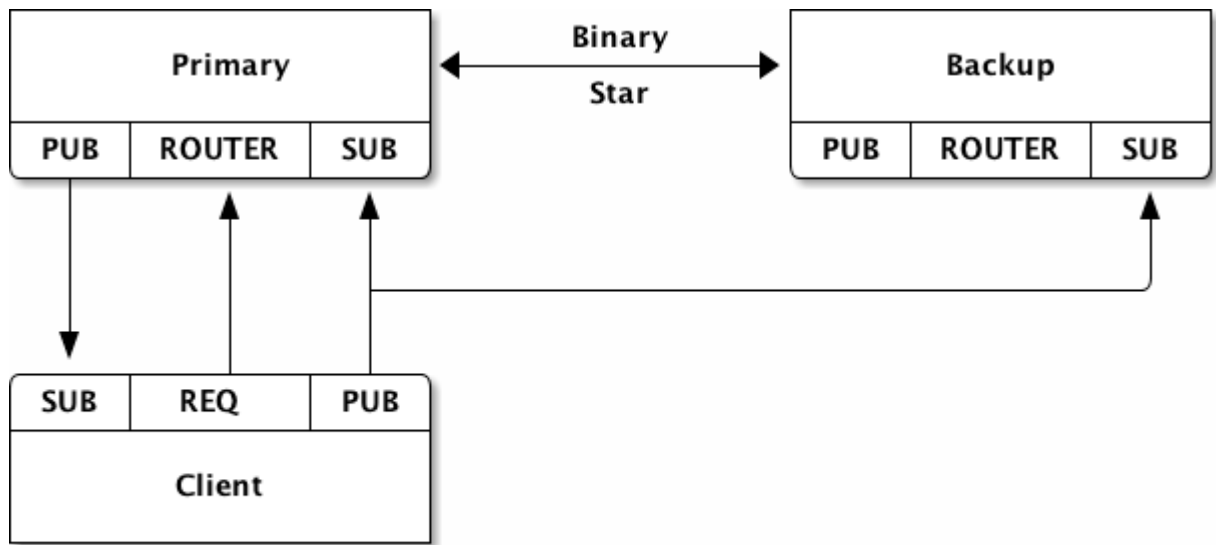 Primary
Binary
Star
Backup
PUB ROUTER SUB
PUB ROUTER SUB
SUB REQ PUB
Client